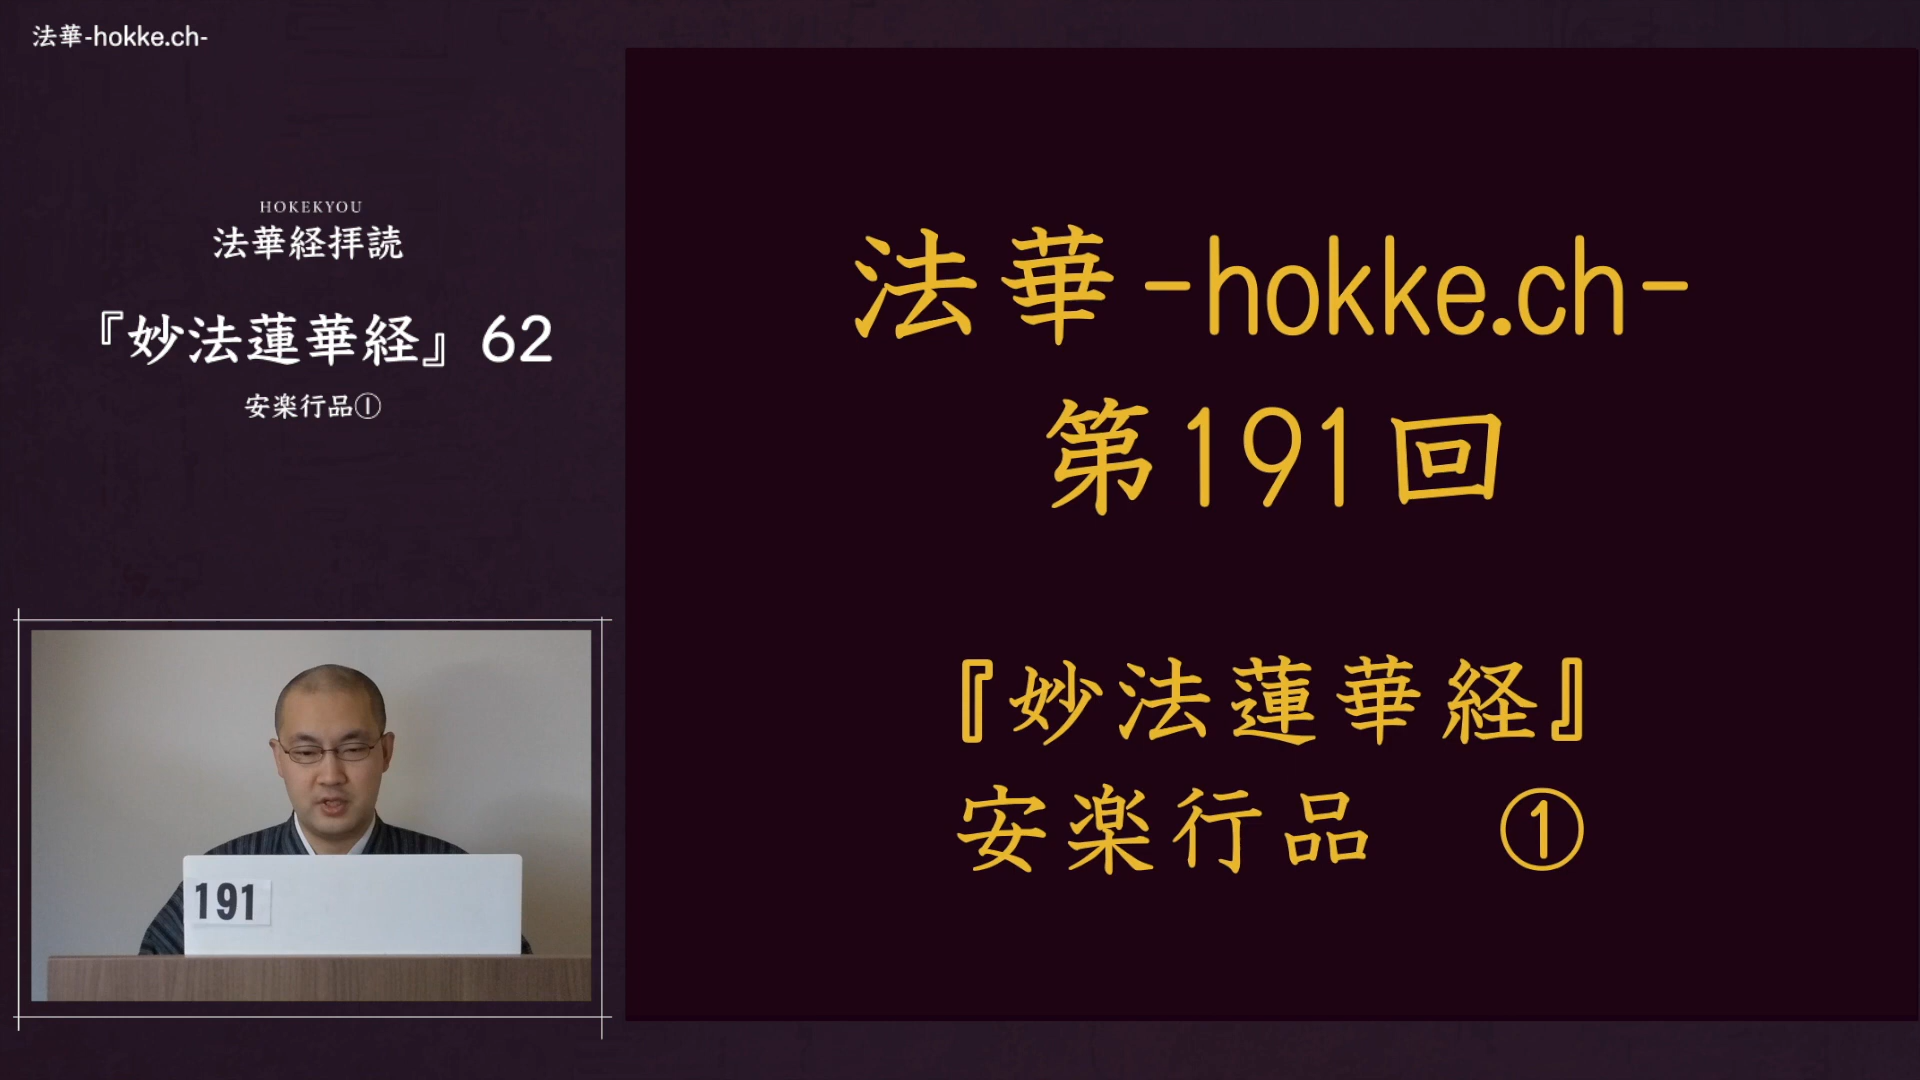 法華-hokke.ch-
HOKEKYOU
法華経拝読
『妙法蓮華経』62
安楽行品①
191
法華-hokke.ch-
第191回
『妙法蓮華経』
安楽行品 ①